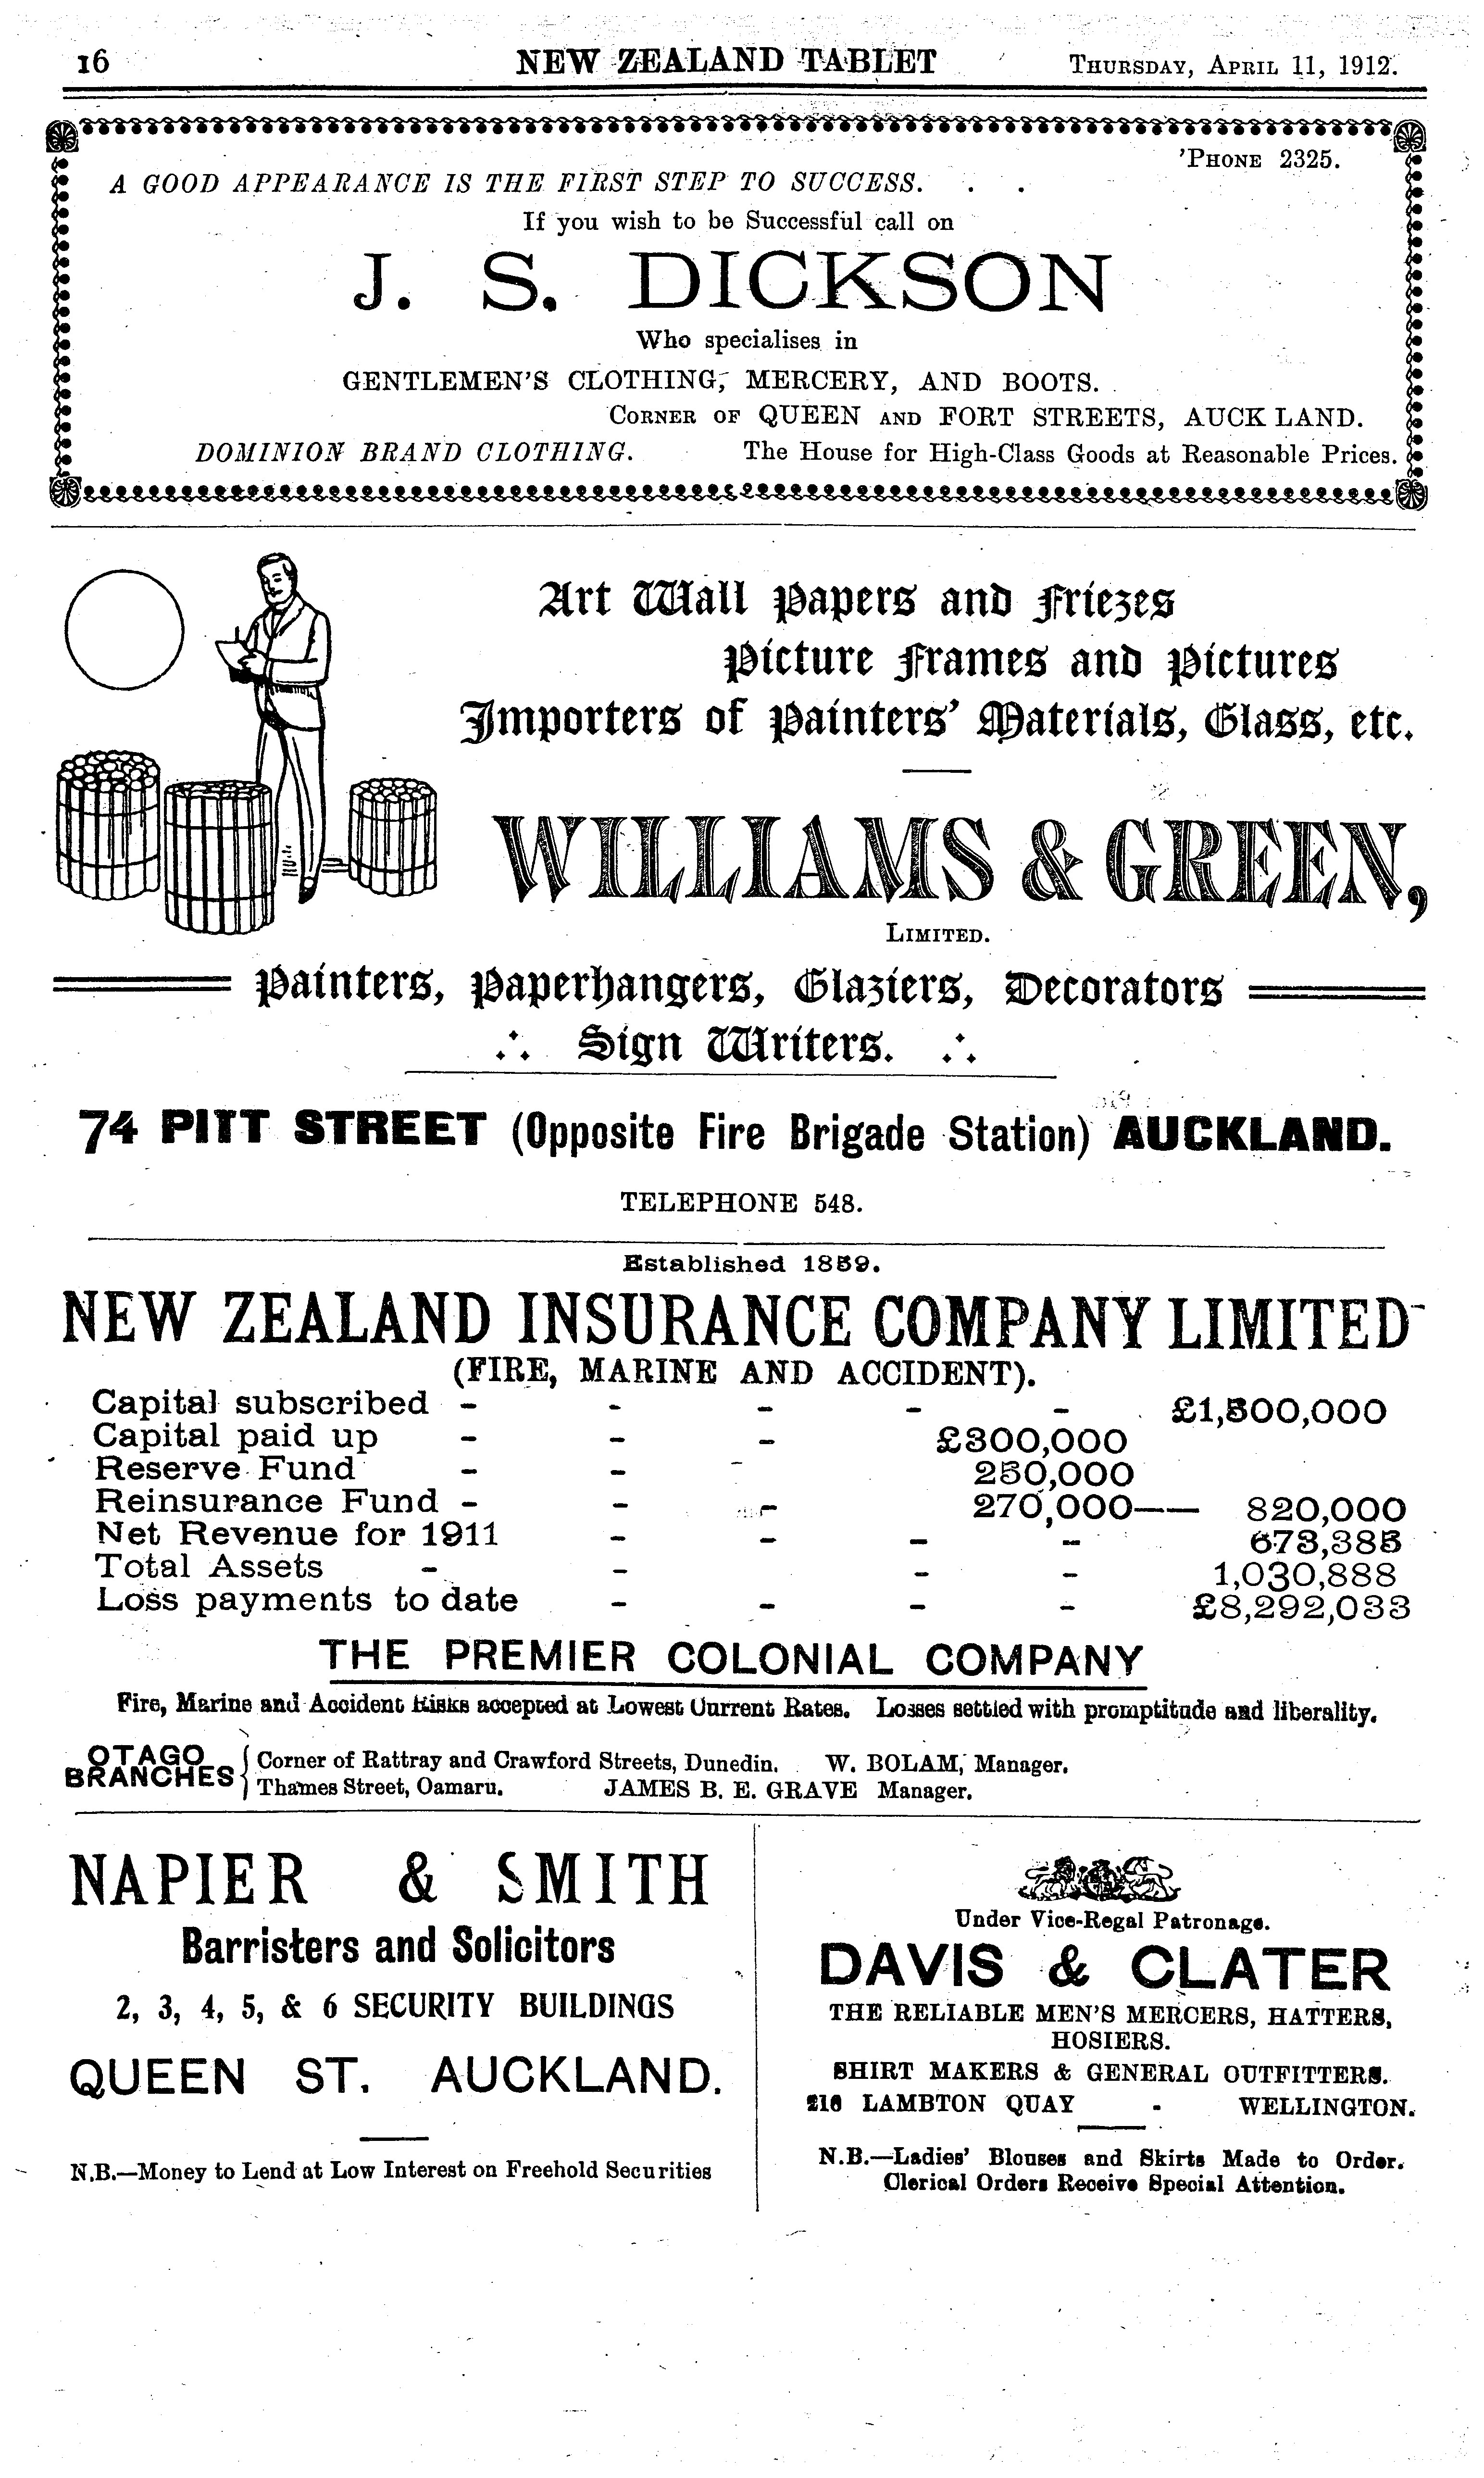 16 NEW ZEALAND TABLET Thursday, April 11, 1912.
'Phone 2325.
A GOOD APPEARANCE IS THE FIRST STEP TO SUCCESS. . .
If you wish to be Successful call on
J. S. DICKSON
Who specialises in
GENTLEMEN'S CLOTHING, MERCERY, AND BOOTS.
Corner of QUEEN and FORT STREETS, AUCKLAND.
DOMINION BRAND CLOTHING. The House for High-Class Goods at Reasonable Prices.
Art Wall Papers and Friezes
Picture Frames and Pictures
Importers of Painters' Materials, Glass, etc.
WILLIAMS & GREEN,
Limited.
Painters, Paperhangers, Glaziers, Decorators
∴ Sign Writers. ∴
74 PITT STREET (Opposite Fire Brigade Station) AUCKLAND.
TELEPHONE 548.
Established 1859.
NEW ZEALAND INSURANCE COMPANY LIMITED
(FIRE, MARINE AND ACCIDENT).
Capital subscribed - - - - - £1,500,000
Capital paid up - - - £300,000
Reserve Fund - - - 250,000
Reinsurance Fund - - - 270,000—— 820,000
Net Revenue for 1911 - - - - 673,385
Total Assets - - - - 1,030,888
Loss payments to date - - - - £8,292,033
THE PREMIER COLONIAL COMPANY
Fire, Marine and Accident Risks accepted at Lowest Current Rates. Losses settled with promptitude and liberality.
OTAGO BRANCHES { Corner of Rattray and Crawford Streets, Dunedin. W. BOLAM, Manager.
Thames Street, Oamaru. JAMES B. E. GRAVE Manager.
NAPIER & SMITH
Barristers and Solicitors
2, 3, 4, 5, & 6 SECURITY BUILDINGS
QUEEN ST. AUCKLAND.
N.B.—Money to Lend at Low Interest on Freehold Securities
Under Vice-Regal Patronage.
DAVIS & CLATER
THE RELIABLE MEN'S MERCERS, HATTERS,
HOSIERS.
SHIRT MAKERS & GENERAL OUTFITTERS.
216 LAMBTON QUAY - WELLINGTON.
N.B.—Ladies' Blouses and Skirts Made to Order.
Clerical Orders Receive Special Attention.